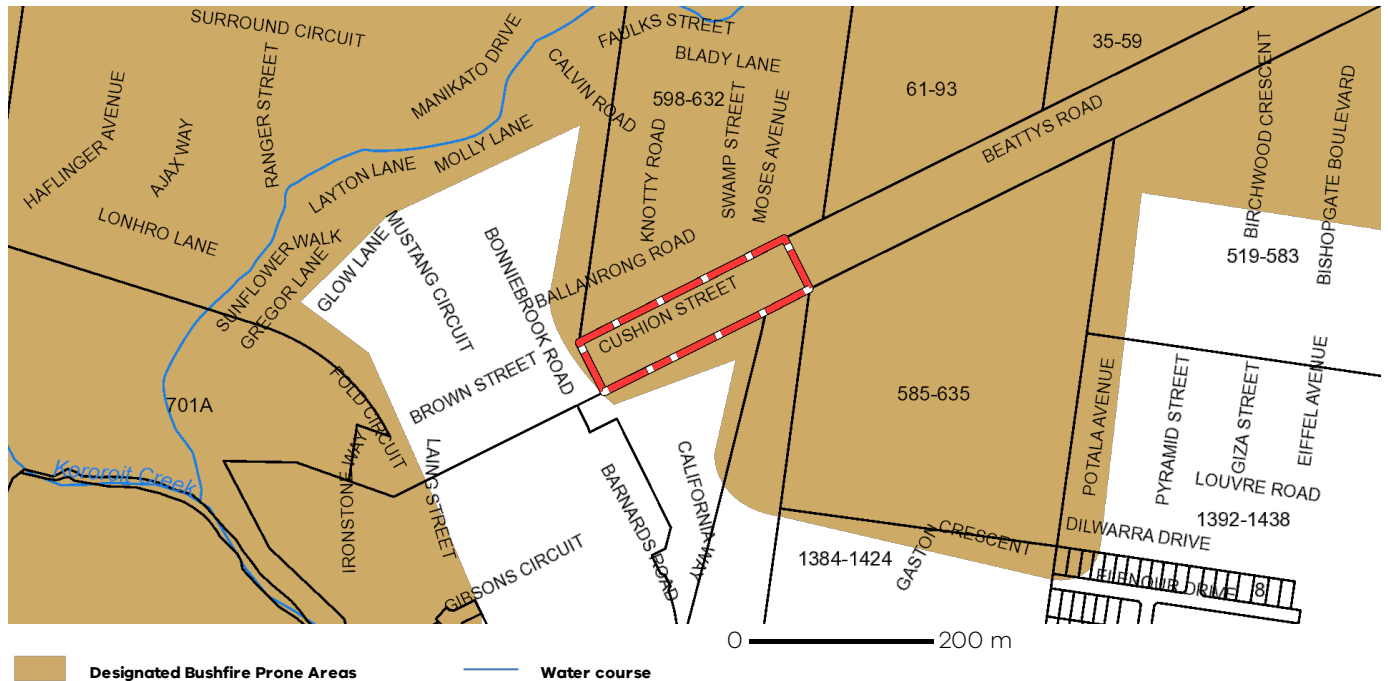 SURROUND CIRCUIT
FAULKS STREET
35-59
BLADY LANE
MANIKATO DRIVE
CALVIN ROAD
61-93
598-632
HAFLINGER AVENUE
RANGER STREET
AJAX WAY
MOLLY LANE
LAYTON LANE
KNOTTY ROAD
SWAMP STREET
MOSES AVENUE
BEATTYS ROAD
BIRCHWOOD CRESCENT
BISHOPGATE BOULEVARD
LONHRO LANE
SUNFLOWER WALK
GREGOR LANE
GLOW LANE
MUSTANG CIRCUIT
BONNIEBROOK ROAD
BALLANRONG ROAD
CUSHION STREET
519-583
BROWN STREET
FOLD CIRCUIT
701A
585-635
POTALA AVENUE
PYRAMID STREET
GIZA STREET
EIFFEL AVENUE
Kororoit Creek
IRONSTONE WAY
LAING STREET
BARNARDS ROAD
CALIFORNIA WAY
LOUVRE ROAD
1392-1438
GIBSONS CIRCUIT
1384-1424
GASTON CRESCENT
DILWARRA DRIVE
ELENOUR DRIVE
8
0 200 m
Designated Bushfire Prone Areas
Water course